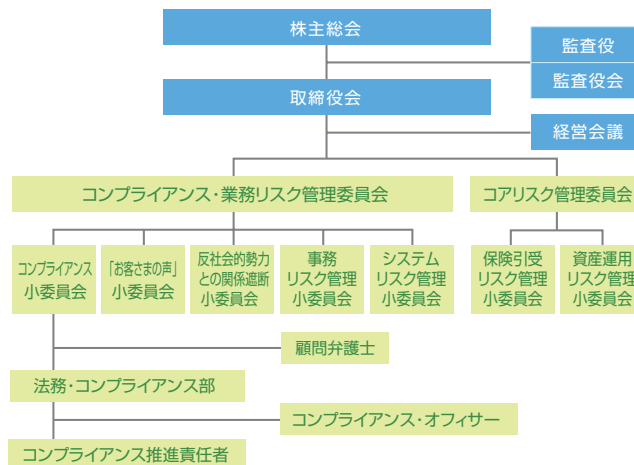 株主総会
監査役
監査役会
取締役会
経営会議
コンプライアンス・業務リスク管理委員会
コアリスク管理委員会
コンプライアンス
小委員会
「お客さまの声」
小委員会
反社会的勢力
との関係遮断
小委員会
事務
リスク管理
小委員会
システム
リスク管理
小委員会
保険引受
リスク管理
小委員会
資産運用
リスク管理
小委員会
顧問弁護士
法務・コンプライアンス部
コンプライアンス・オフィサー
コンプライアンス推進責任者